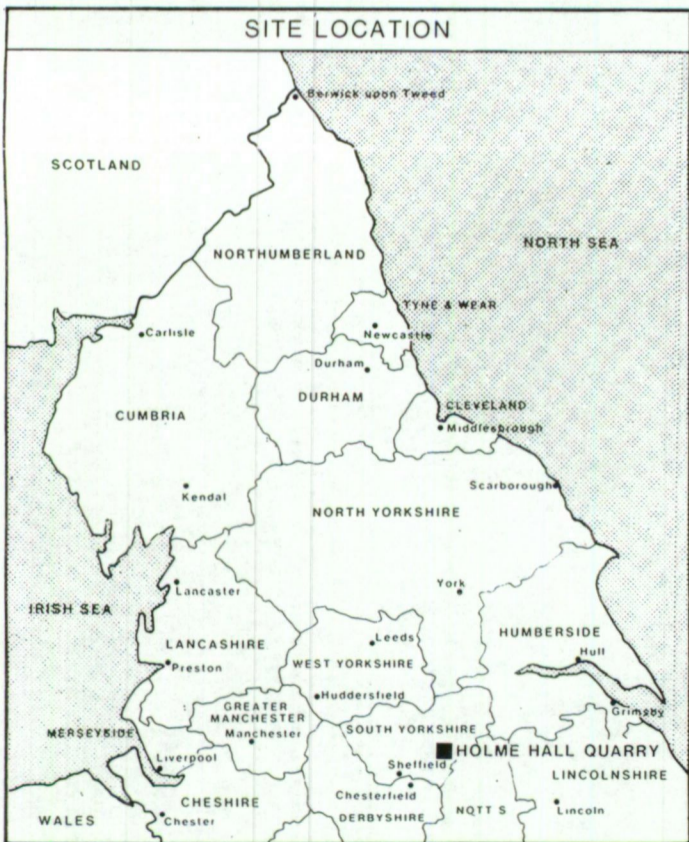 SITE LOCATION
Berwick upon Tweed
SCOTLAND
NORTH SEA
NORTHUMBERLAND
TYNE & WEAR
Carlisle
Newcastle
Durham
DURHAM
CLEVELAND
CUMBRIA
Middlesbrough
Kendal
Scarborough
NORTH YORKSHIRE
Lancaster
York
IRISH SEA
HUMBERSIDE
LANCASHIRE
Leeds
Hull
WEST YORKSHIRE
Preston
Huddersfield
GREATER
MANCHESTER
Grimsby
MERSEYSIDE
Manchester
SOUTH YORKSHIRE
HOLME HALL QUARRY
Liverpool
Sheffield
LINCOLNSHIRE
Chesterfield
CHESHIRE
NOTT S
Lincoln
Chester
DERBYSHIRE
WALES